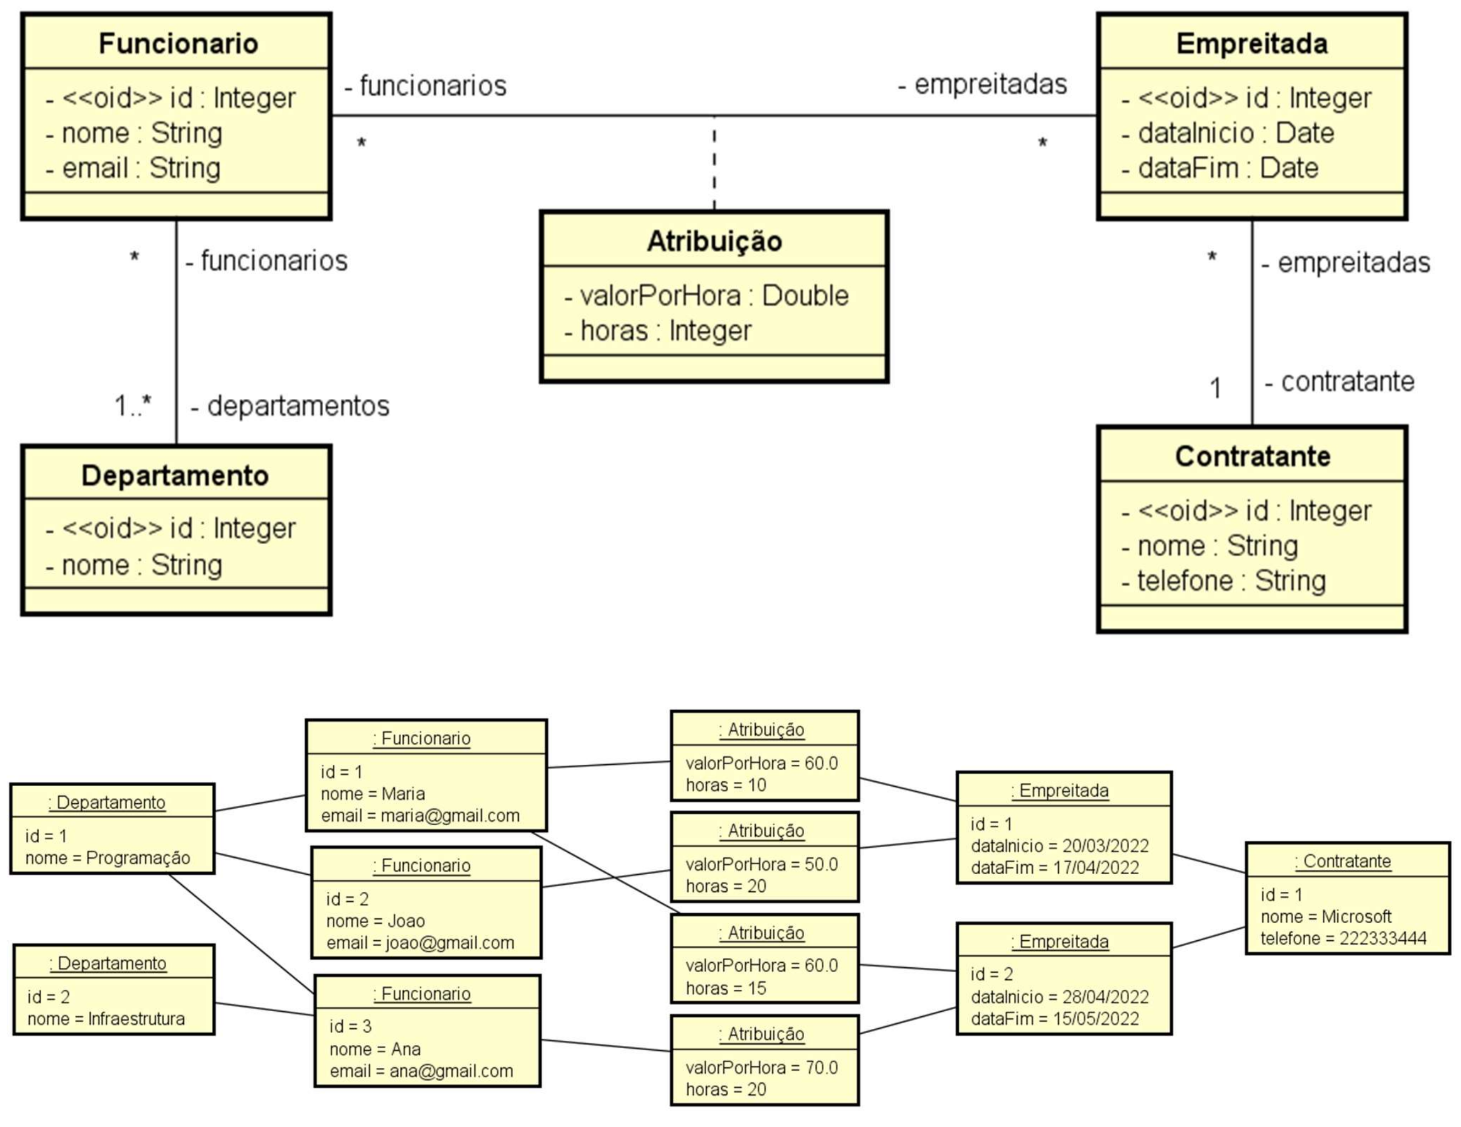 Funcionario
- <<oid>> id : Integer
- nome : String
- email : String
- funcionarios
*
- empreitadas
*
Empreitada
- <<oid>> id : Integer
- dataInicio : Date
- dataFim : Date
Atribuição
- valorPorHora : Double
- horas : Integer
*
- funcionarios
1..*
- departamentos
*
- empreitadas
1
- contratante
Departamento
- <<oid>> id : Integer
- nome : String
Contratante
- <<oid>> id : Integer
- nome : String
- telefone : String
: Departamento
id = 1
nome = Programação
: Departamento
id = 2
nome = Infraestrutura
: Funcionario
id = 1
nome = Maria
email = maria@gmail.com
: Funcionario
id = 2
nome = Joao
email = joao@gmail.com
: Funcionario
id = 3
nome = Ana
email = ana@gmail.com
: Atribuição
valorPorHora = 60.0
horas = 10
: Atribuição
valorPorHora = 50.0
horas = 20
: Atribuição
valorPorHora = 60.0
horas = 15
: Atribuição
valorPorHora = 70.0
horas = 20
: Empreitada
id = 1
dataInicio = 20/03/2022
dataFim = 17/04/2022
: Empreitada
id = 2
dataInicio = 28/04/2022
dataFim = 15/05/2022
: Contratante
id = 1
nome = Microsoft
telefone = 222333444